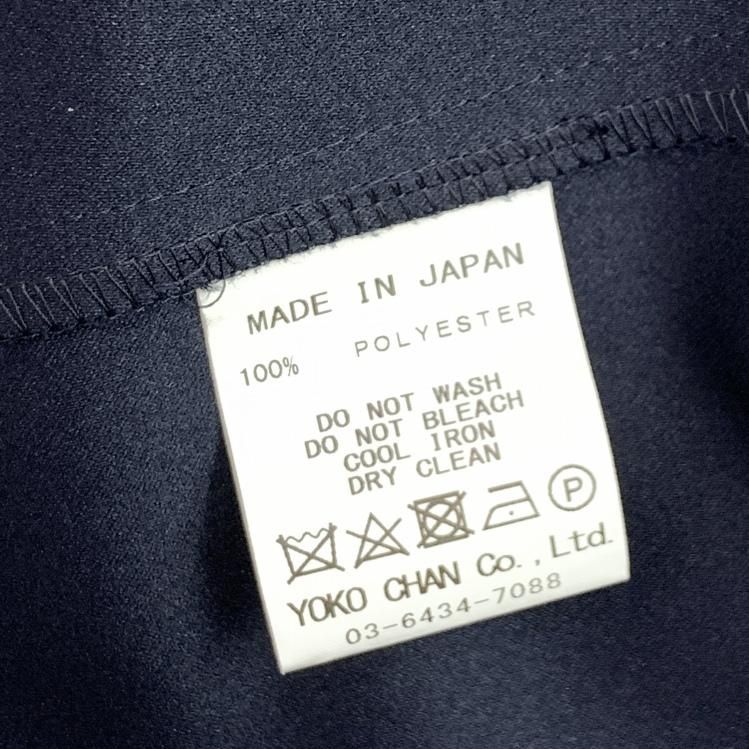 MADE IN JAPAN
100% POLYESTER
DO NOT WASH
DO NOT BLEACH
COOL IRON
DRY CLEAN
P
YOKO CHAN Co.,Ltd.
03-6434-7088